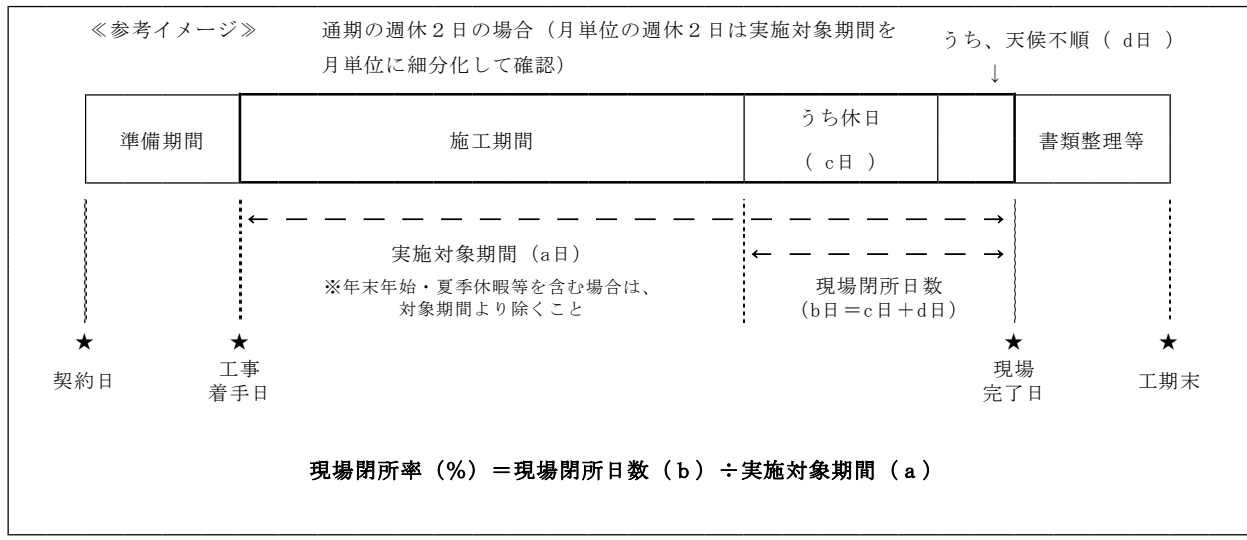 ≪参考イメージ≫ 通期の週休２日の場合（月単位の週休２日は実施対象期間を
月単位に細分化して確認）
うち、天候不順（ d日 ）
↓
準備期間
施工期間
うち休日
（ c日 ）
書類整理等
実施対象期間（a日）
※年末年始・夏季休暇等を含む場合は、
対象期間より除くこと
現場閉所日数
（b日＝c日＋d日）
★ ★ ★ ★
契約日
工事
着手日
現場
完了日
工期末
現場閉所率（％）＝現場閉所日数（ｂ）÷実施対象期間（ａ）